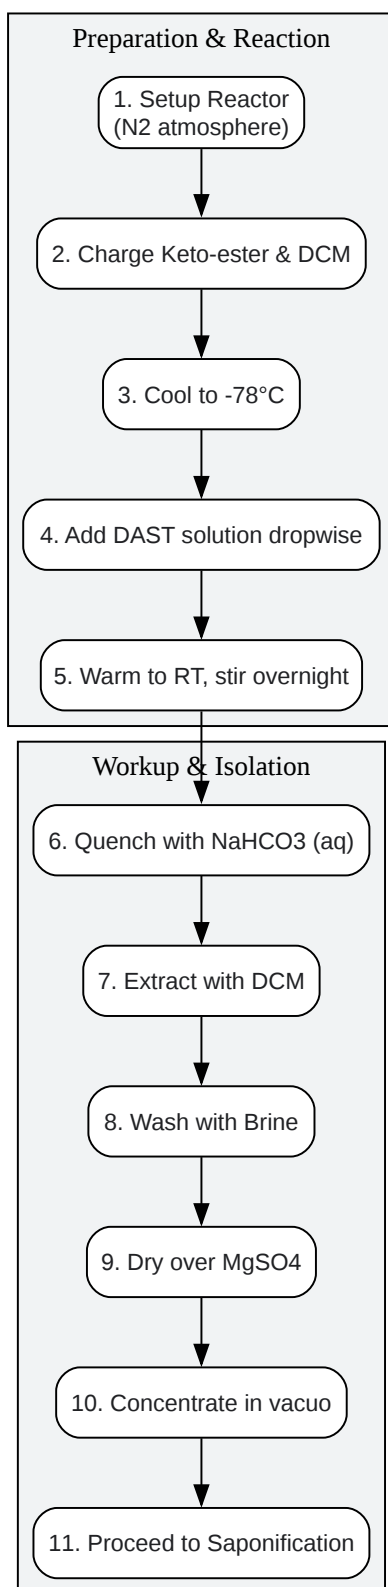 Preparation & Reaction
1. Setup Reactor
(N2 atmosphere)
2. Charge Keto-ester & DCM
3. Cool to -78°C
4. Add DAST solution dropwise
5. Warm to RT, stir overnight
Workup & Isolation
6. Quench with NaHCO3 (aq)
7. Extract with DCM
8. Wash with Brine
9. Dry over MgSO4
10. Concentrate in vacuo
11. Proceed to Saponification